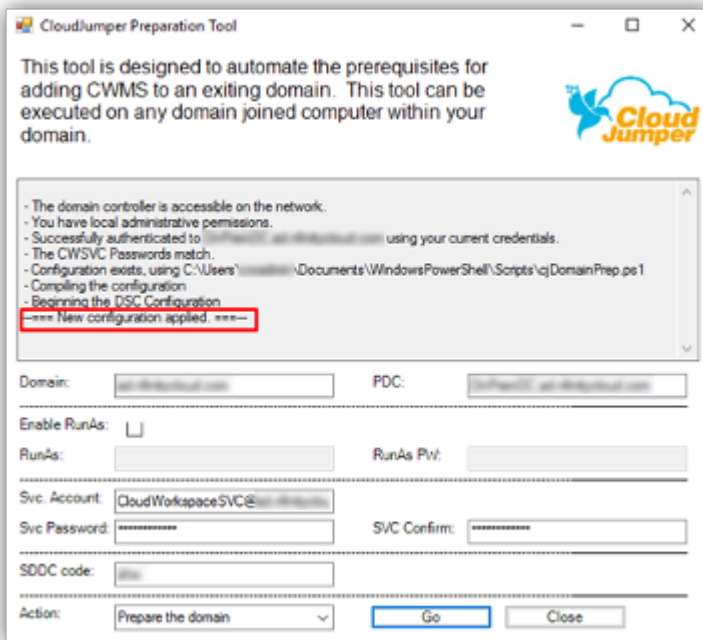 CloudJumper Preparation Tool
This tool is designed to automate the prerequisites for
adding CWMS to an exiting domain. This tool can be
executed on any domain joined computer within your
domain.
Cloud
Jumper
- The domain controller is accessible on the network.
- You have local administrative permissions.
- Successfully authenticated to using your current credentials.
- The CWSVC Passwords match.
- Configuration exists, using C:\Users\ \Documents\WindowsPowerShell\Scripts\cjDomainPrep.ps1
- Compiling the configuration
- Beginning the DSC Configuration
--=== New configuration applied. ===--
Domain: PDC:
Enable RunAs:
RunAs: RunAs PW:
Svc. Account: CloudWorkspaceSVC@
Svc Password: ************ SVC Confirm: ************
SDDC code:
Action: Prepare the domain Go Close